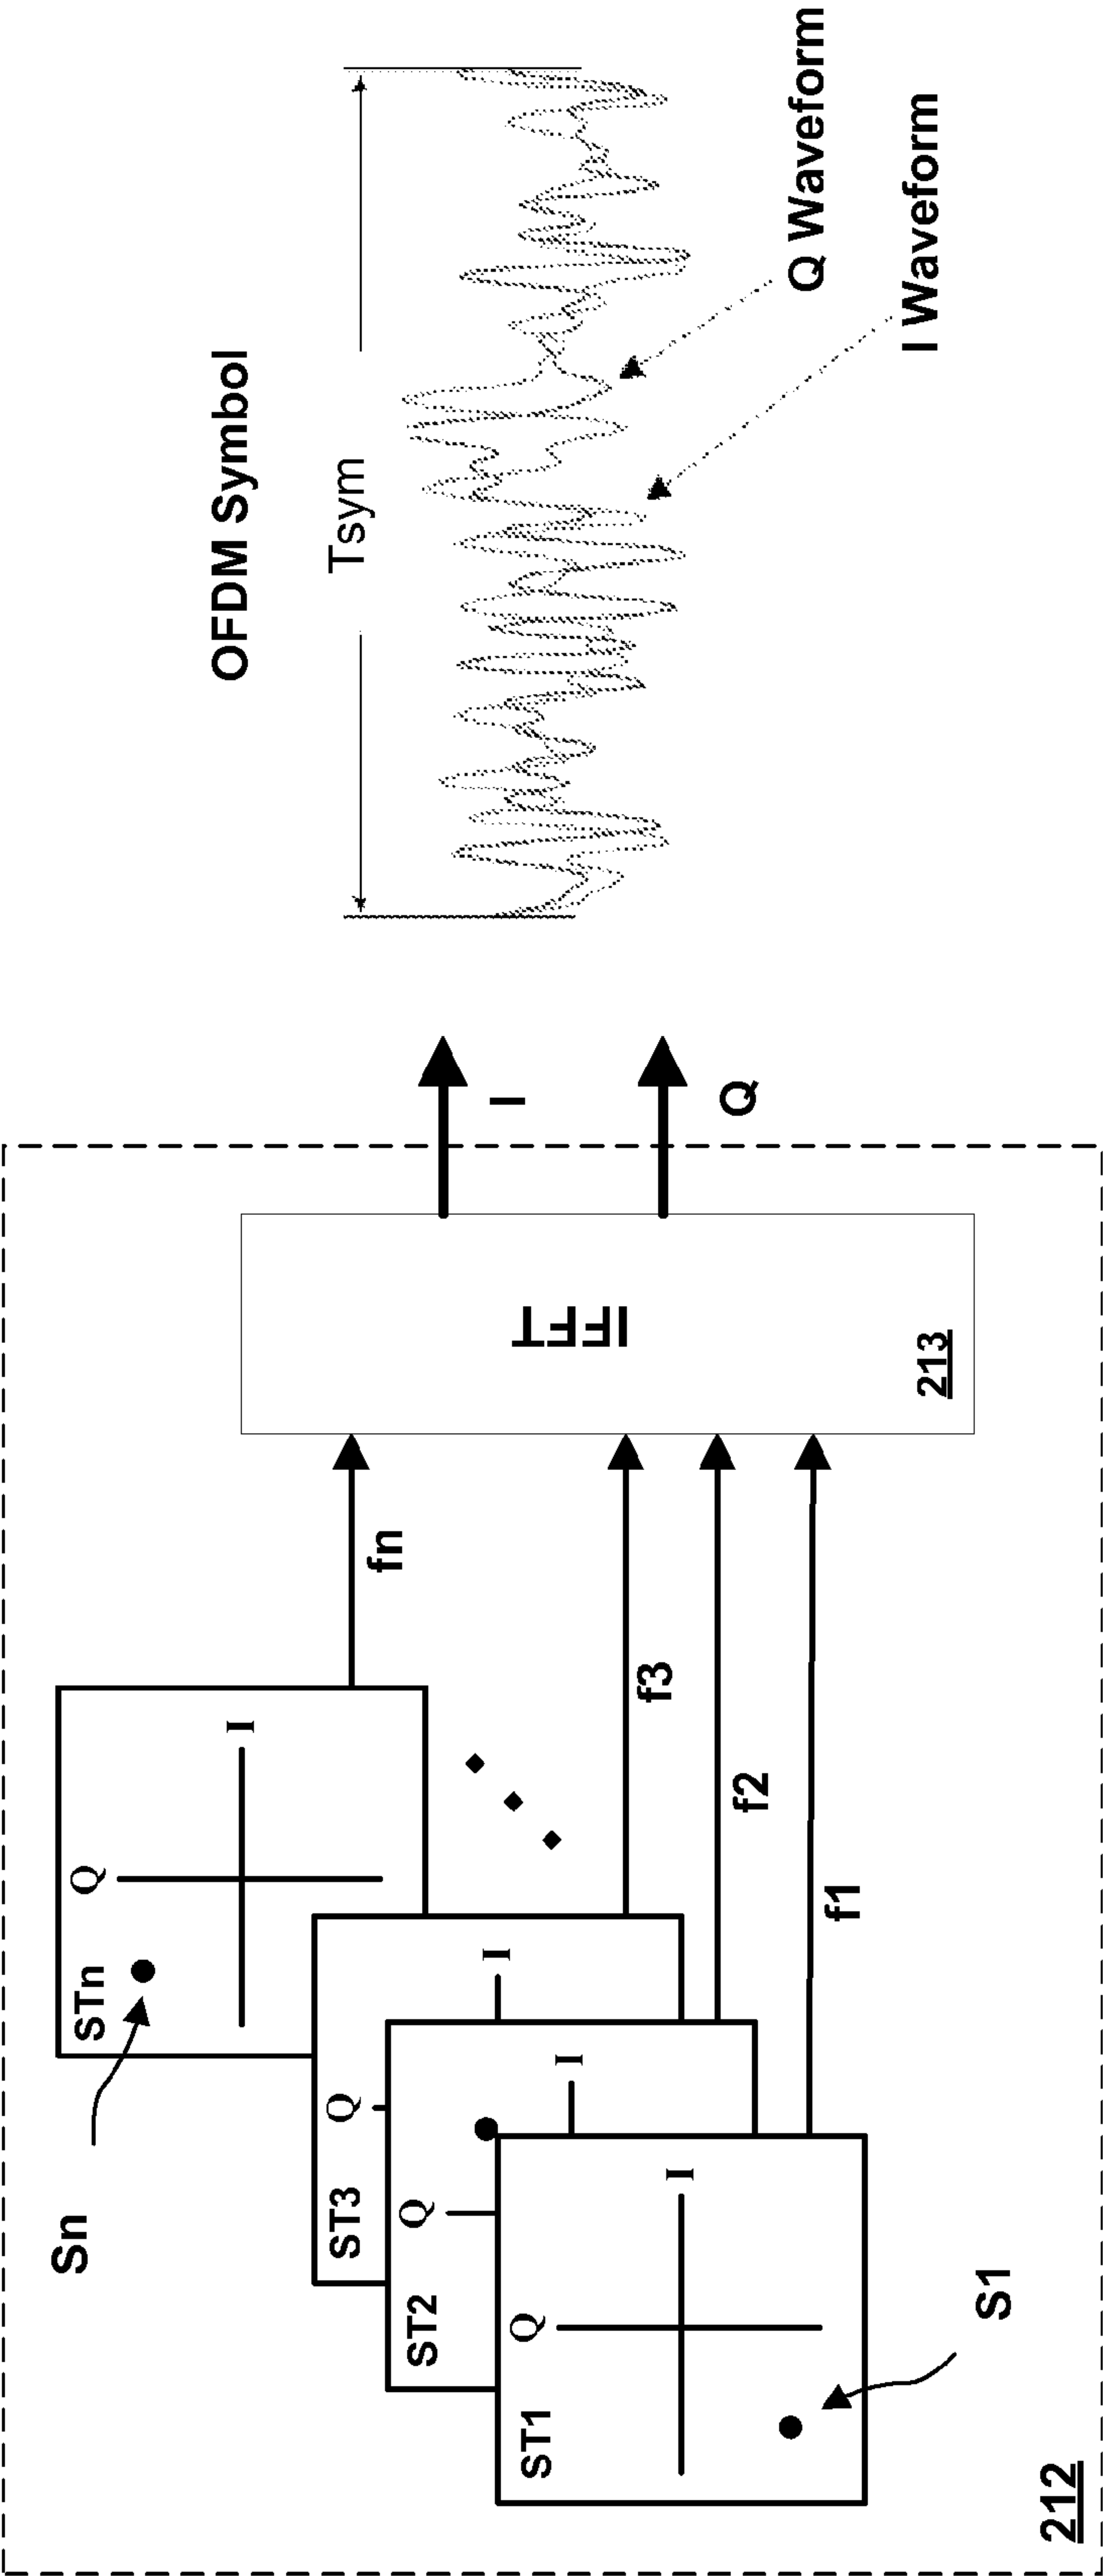 OFDM Symbol
Tsym
Q Waveform
I Waveform
I
Q
IFFT
213
fn
f3
f2
f1
STn
Q
I
Sn
ST3
Q
I
ST2
Q
I
ST1
Q
I
S1
212